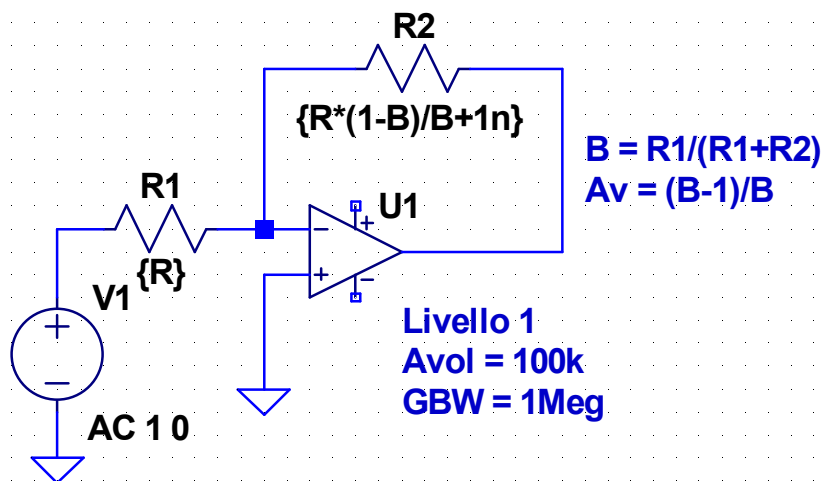 R2
{R*(1-B)/B+1n}
B = R1/(R1+R2)
Av = (B-1)/B
R1
{R}
U1
V1
AC 1 0
Livello 1
Avol = 100k
GBW = 1Meg